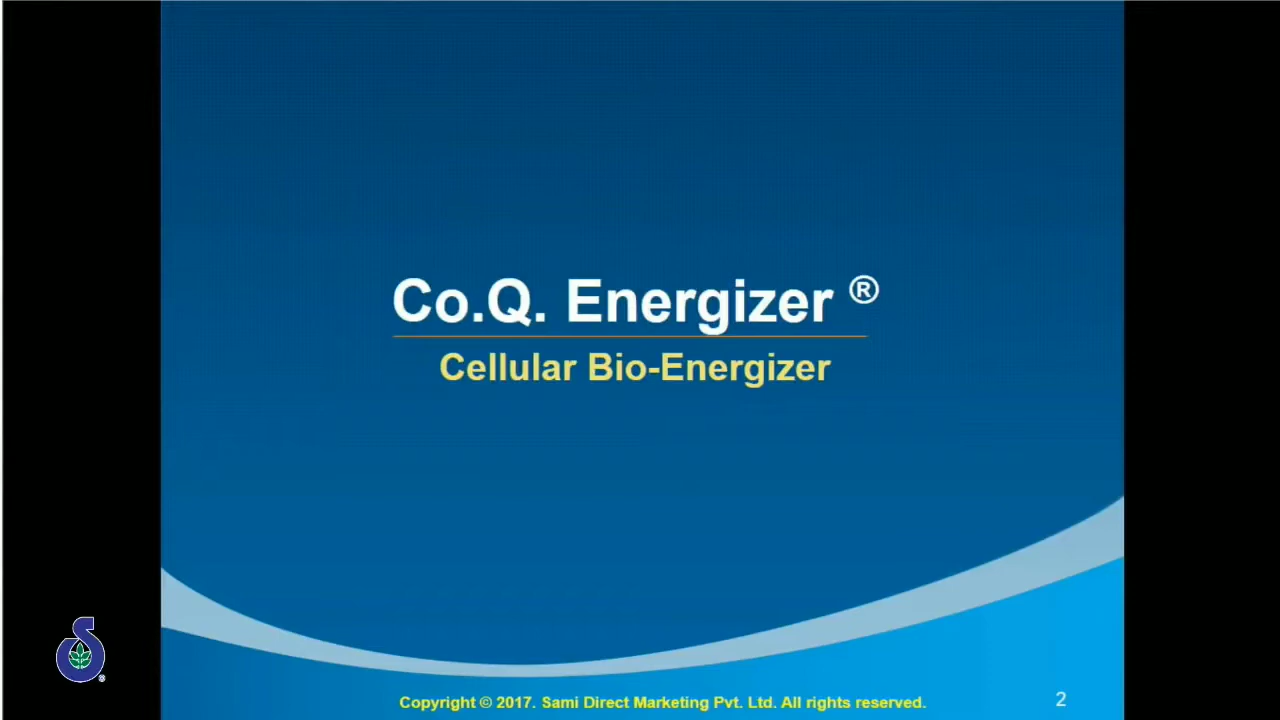 Co.Q. Energizer ®
Cellular Bio-Energizer
Copyright © 2017. Sami Direct Marketing Pvt. Ltd. All rights reserved.
2
®